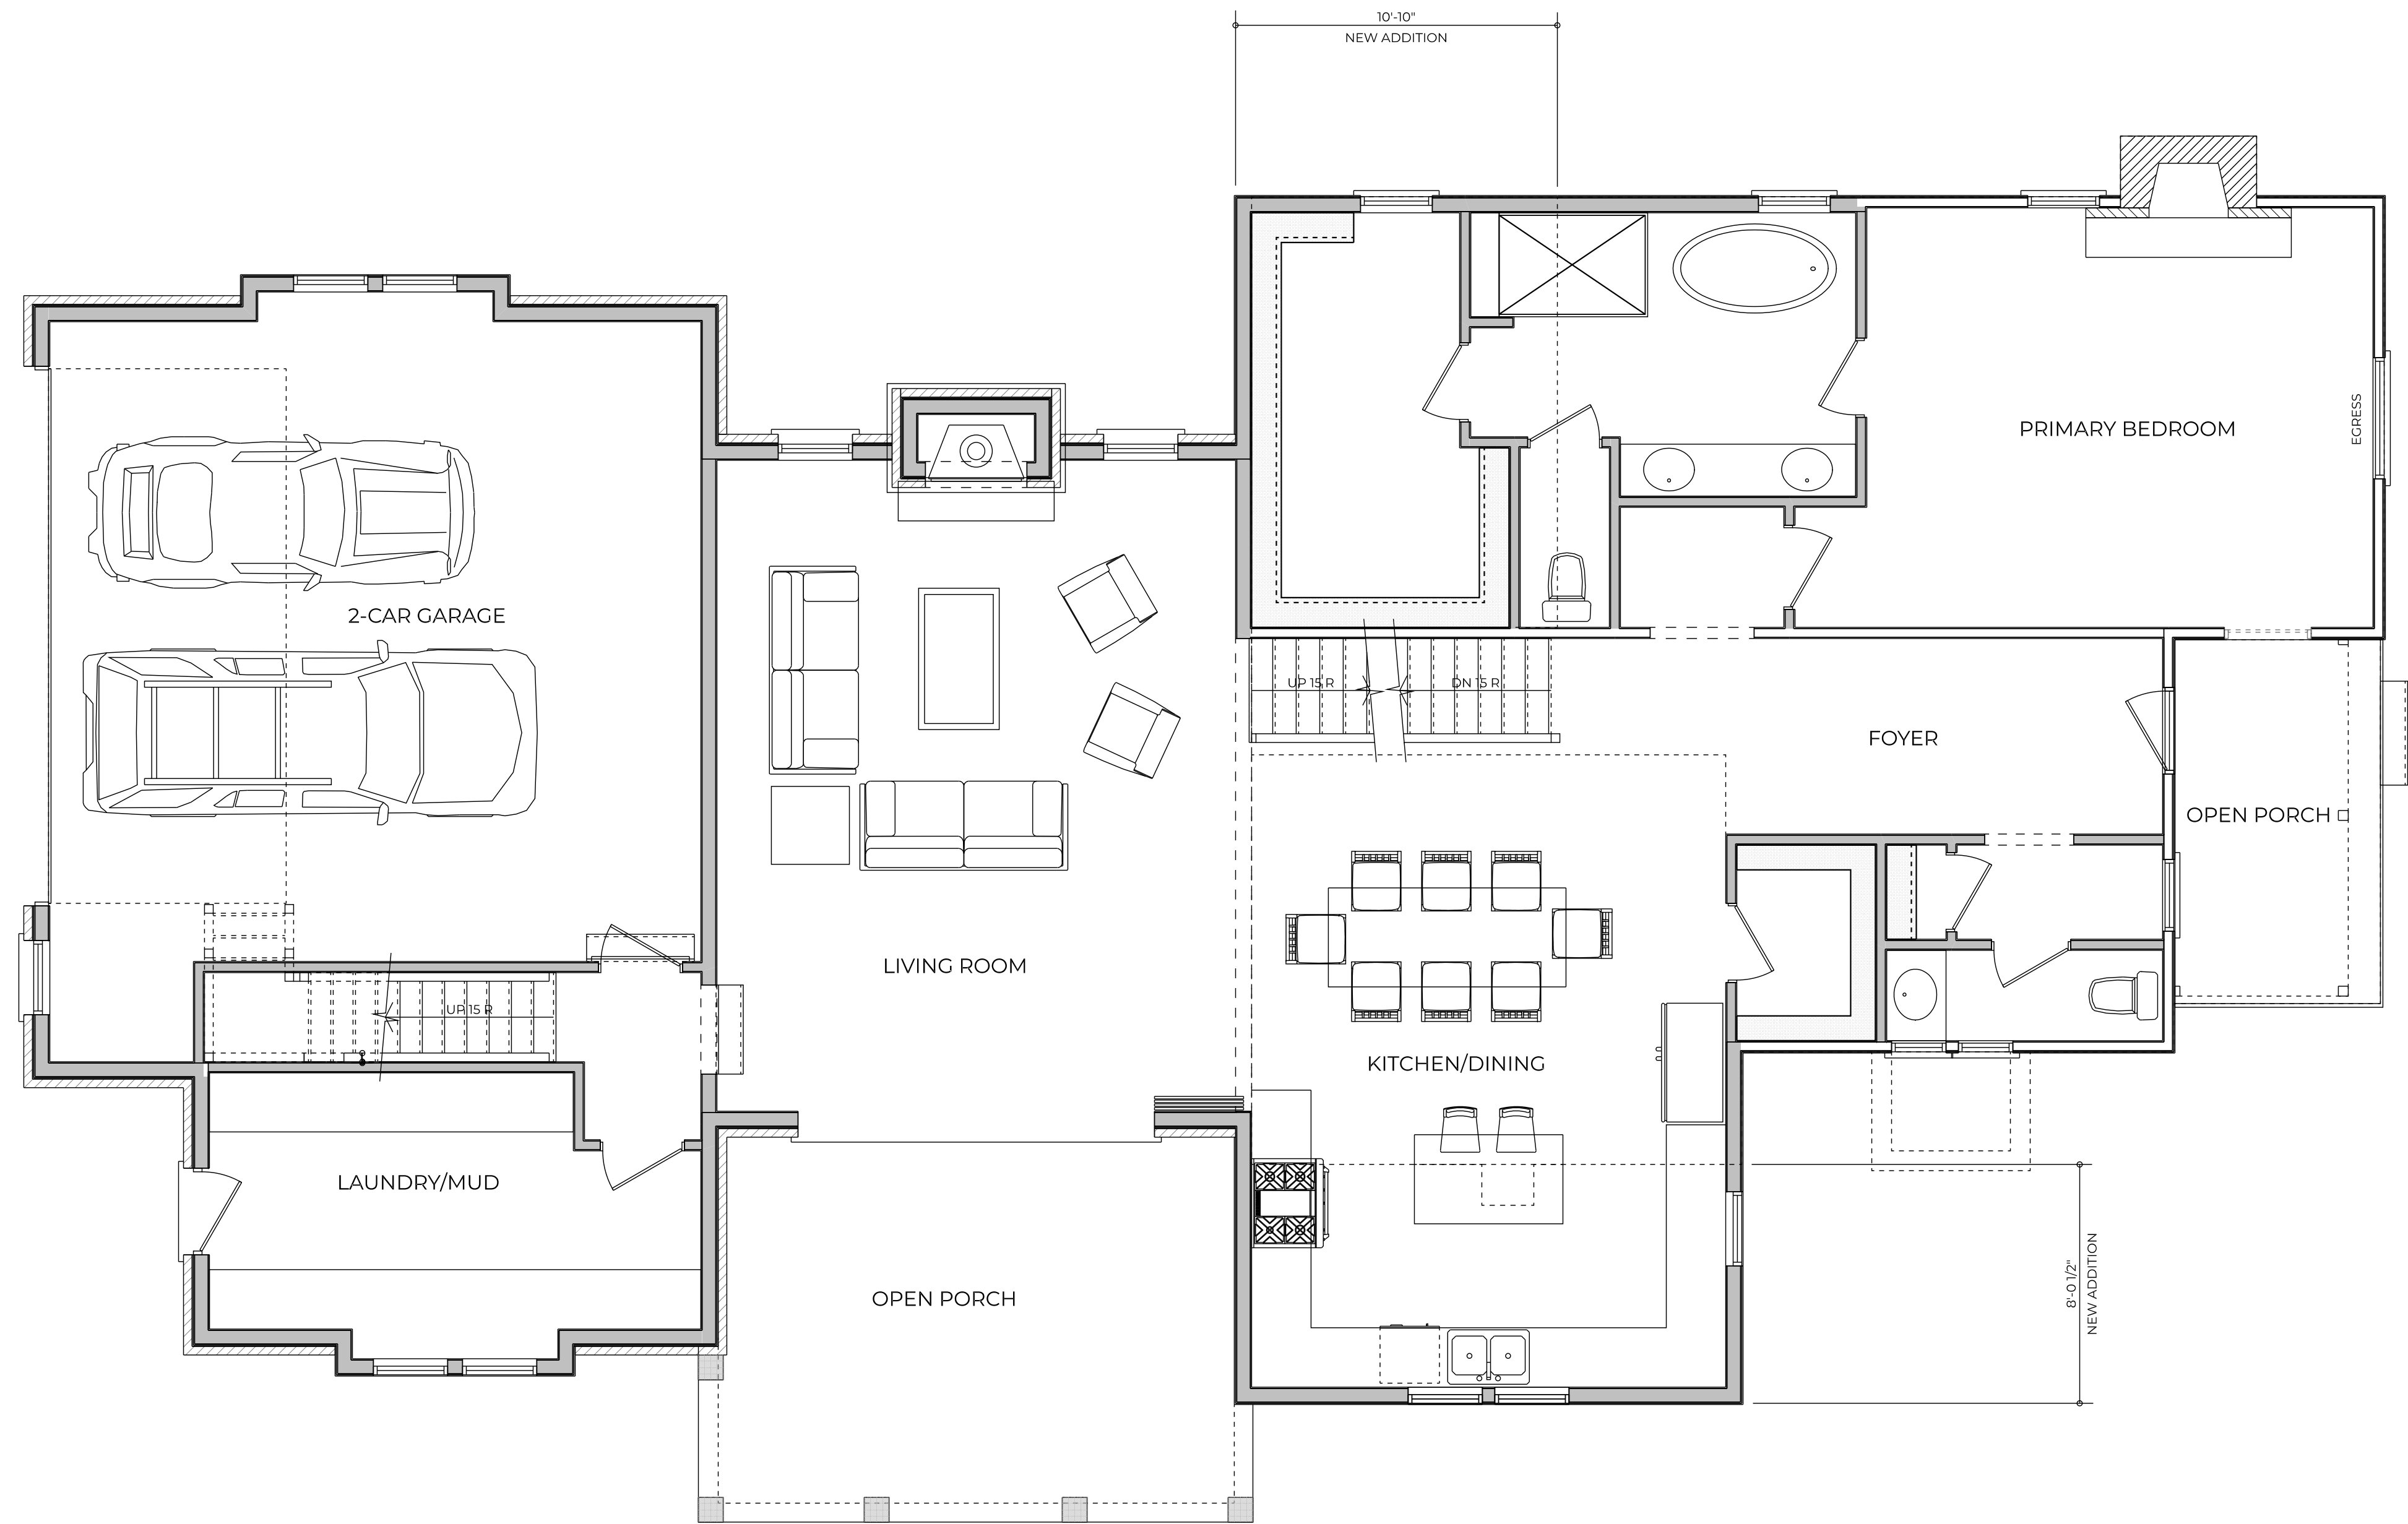 10'-10"
NEW ADDITION
PRIMARY BEDROOM
EGRESS
2-CAR GARAGE
UP 15 R
DN 15 R
FOYER
OPEN PORCH
LIVING ROOM
UP 15 R
KITCHEN/DINING
LAUNDRY/MUD
OPEN PORCH
8'-0 1/2"
NEW ADDITION